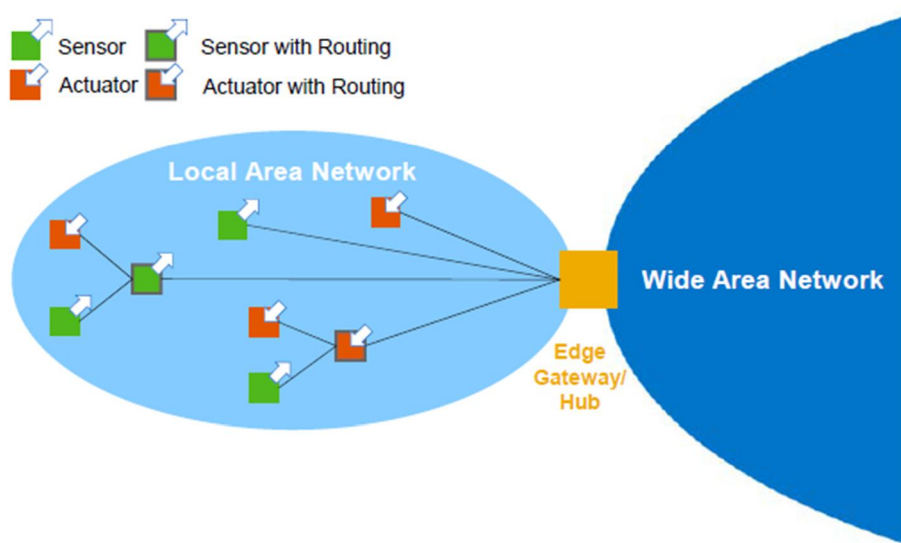 Sensor
Sensor with Routing
Actuator
Actuator with Routing
Local Area Network
Wide Area Network
Edge
Gateway/
Hub